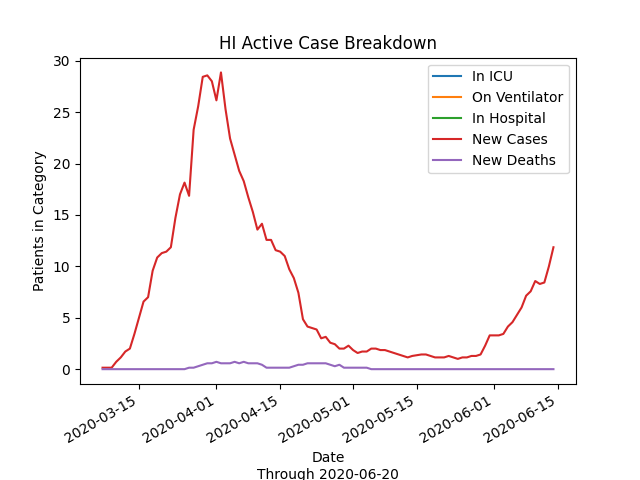 HI Active Case Breakdown
30
25
20
15
10
5
0
Patients in Category
In ICU
On Ventilator
In Hospital
New Cases
New Deaths
2020-03-15
2020-04-01
2020-04-15
2020-05-01
2020-05-15
2020-06-01
2020-06-15
Date
Through 2020-06-20